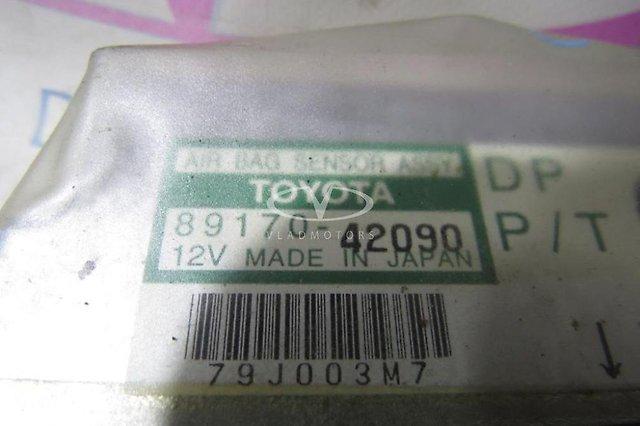 AIR BAG SENSOR ASSY.
TOYOTA
89170-42090
12V MADE IN JAPAN
DP
P/T
79J003M7
VLADMOTORS